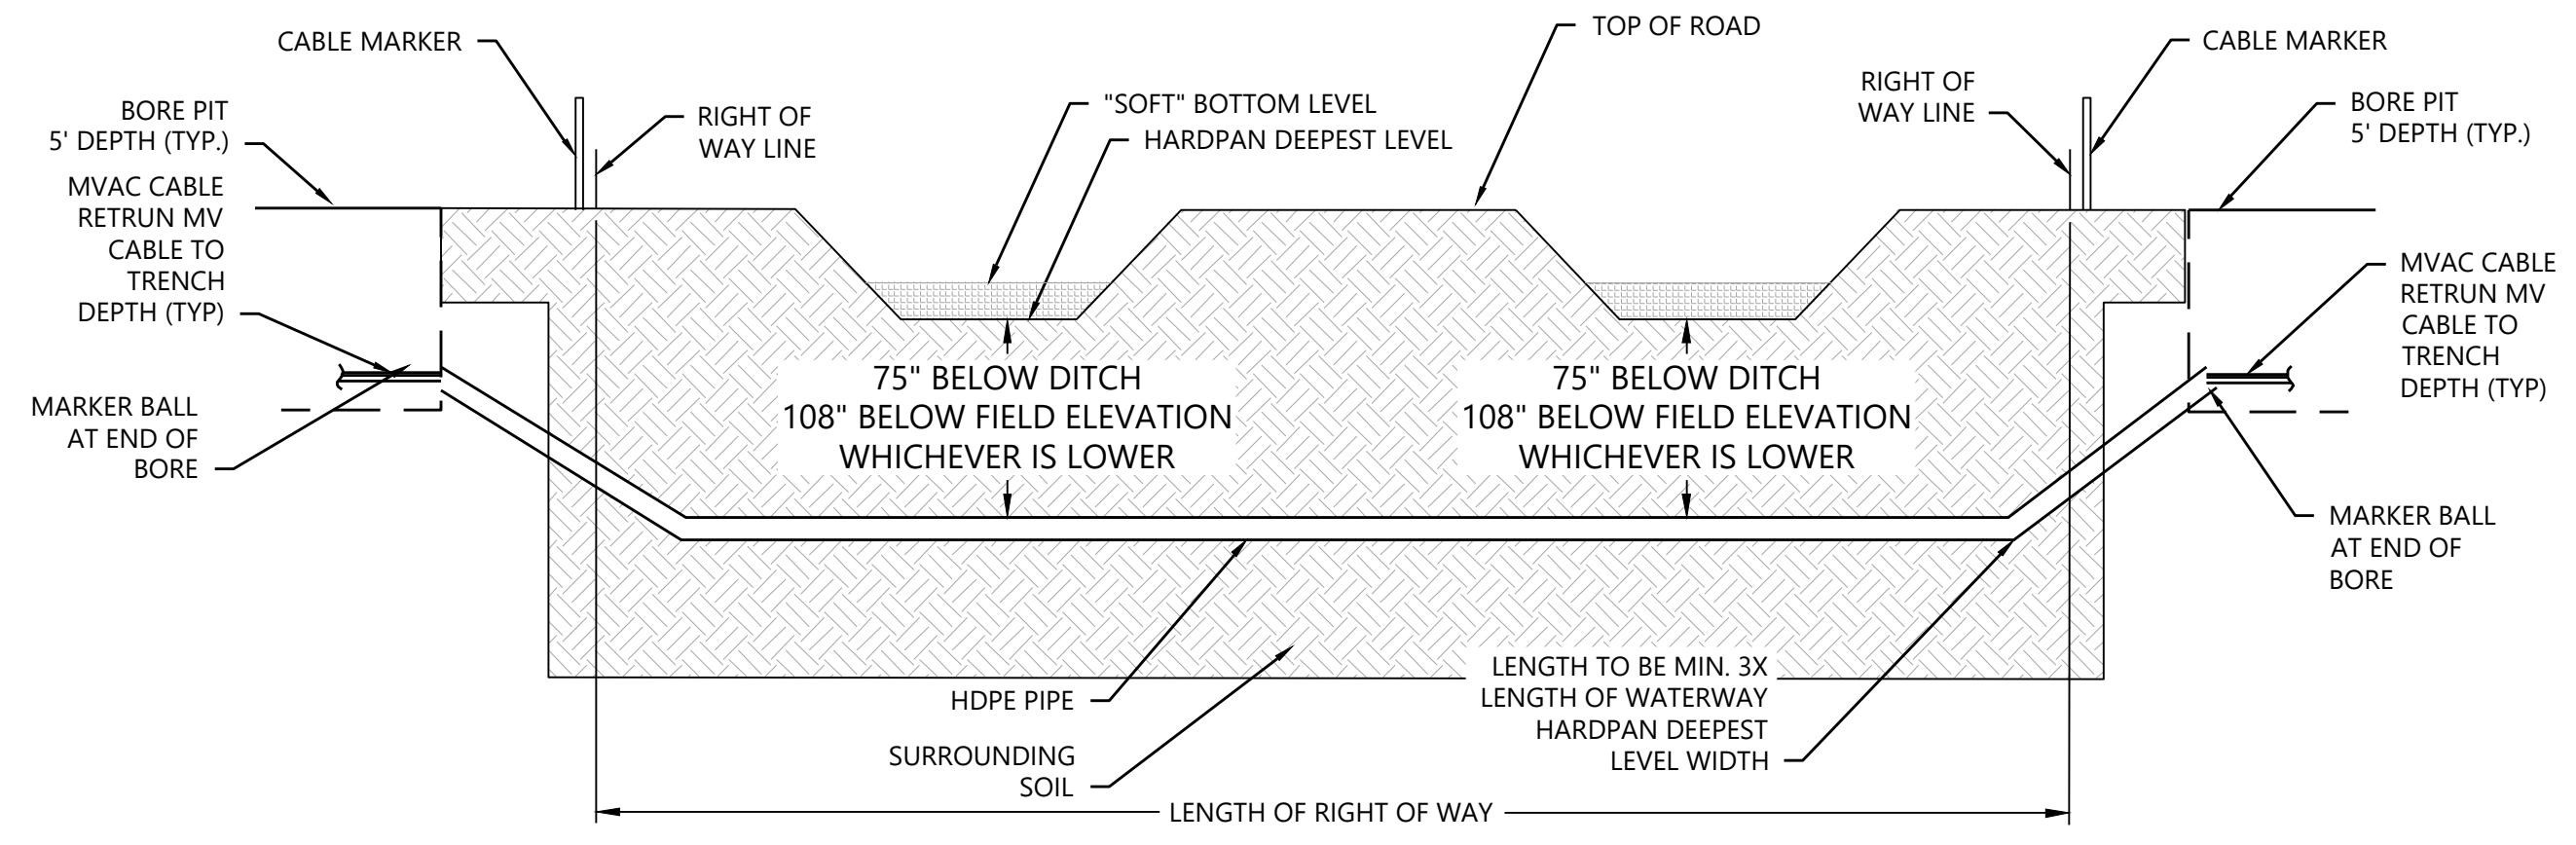 CABLE MARKER
BORE PIT
5' DEPTH (TYP.)
MVAC CABLE
RETRUN MV
CABLE TO
TRENCH
DEPTH (TYP)
MARKER BALL
AT END OF
BORE
RIGHT OF
WAY LINE
"SOFT" BOTTOM LEVEL
HARDPAN DEEPEST LEVEL
TOP OF ROAD
RIGHT OF
WAY LINE
CABLE MARKER
BORE PIT
5' DEPTH (TYP.)
MVAC CABLE
RETRUN MV
CABLE TO
TRENCH
DEPTH (TYP)
MARKER BALL
AT END OF
BORE
75" BELOW DITCH
108" BELOW FIELD ELEVATION
WHICHEVER IS LOWER
75" BELOW DITCH
108" BELOW FIELD ELEVATION
WHICHEVER IS LOWER
HDPE PIPE
SURROUNDING
SOIL
LENGTH TO BE MIN. 3X
LENGTH OF WATERWAY
HARDPAN DEEPEST
LEVEL WIDTH
LENGTH OF RIGHT OF WAY